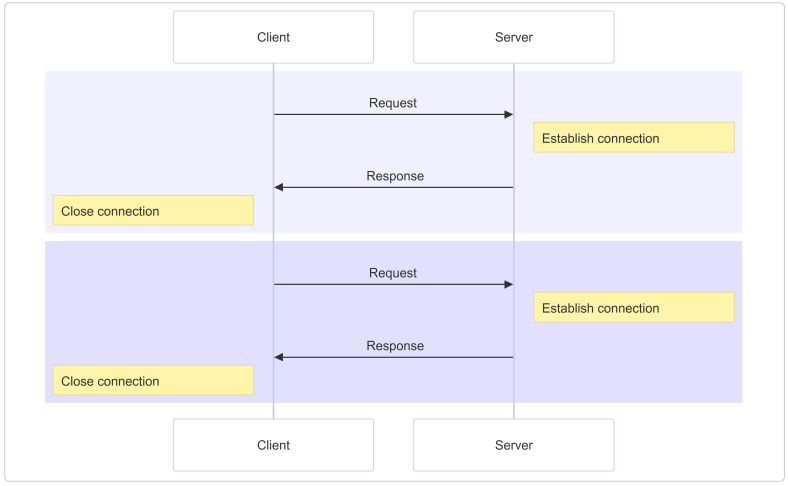 Client
Server
Request
Establish connection
Response
Close connection
Request
Establish connection
Response
Close connection
Client
Server